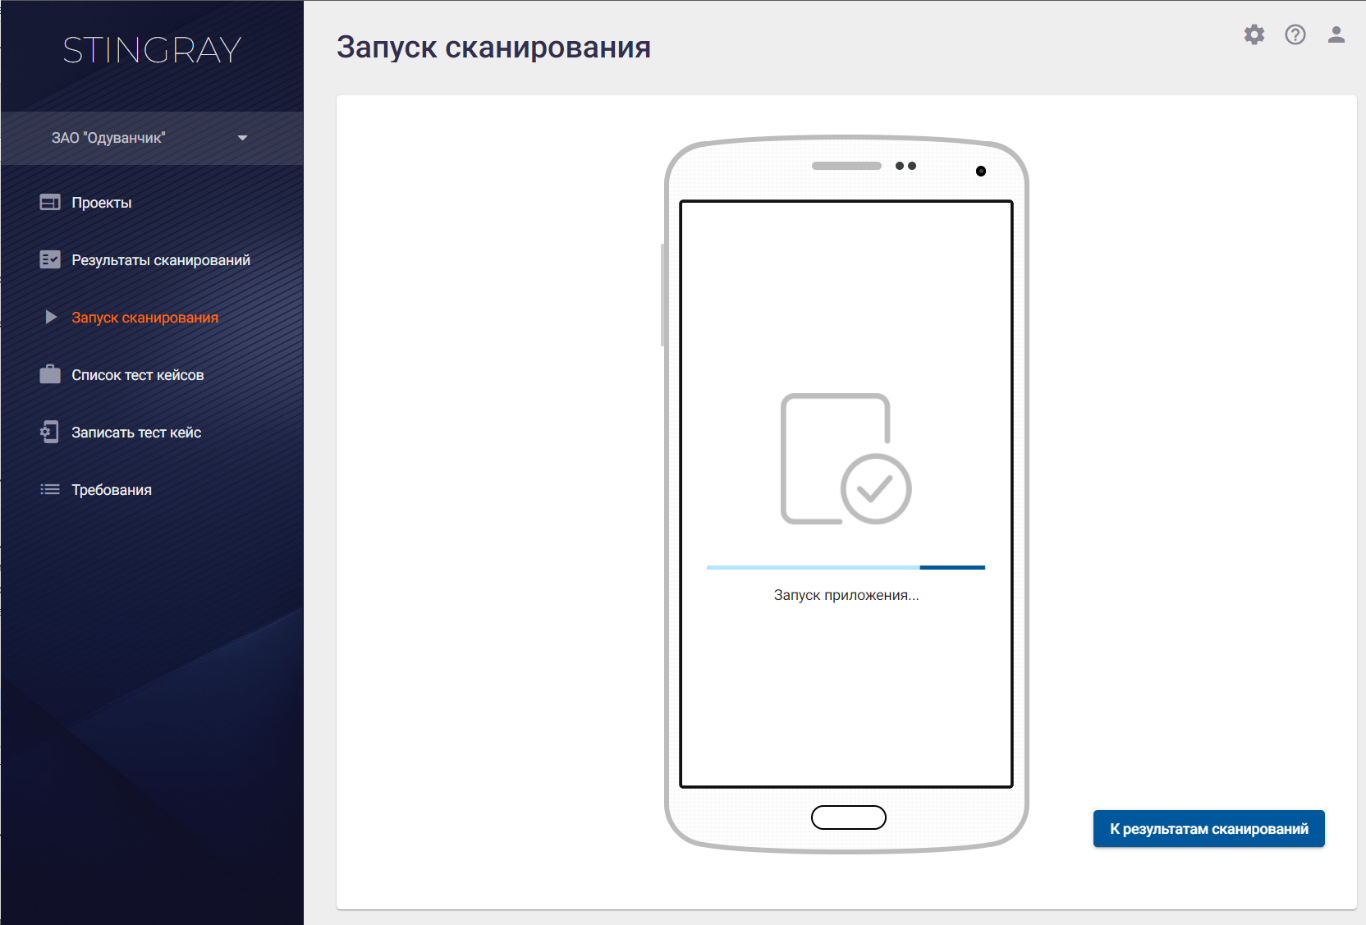 STINGRAY
ЗАО "Одуванчик"
Проекты
Результаты сканирований
Запуск сканирования
Список тест кейсов
Записать тест кейс
Требования
Запуск сканирования
Запуск приложения...
К результатам сканирований